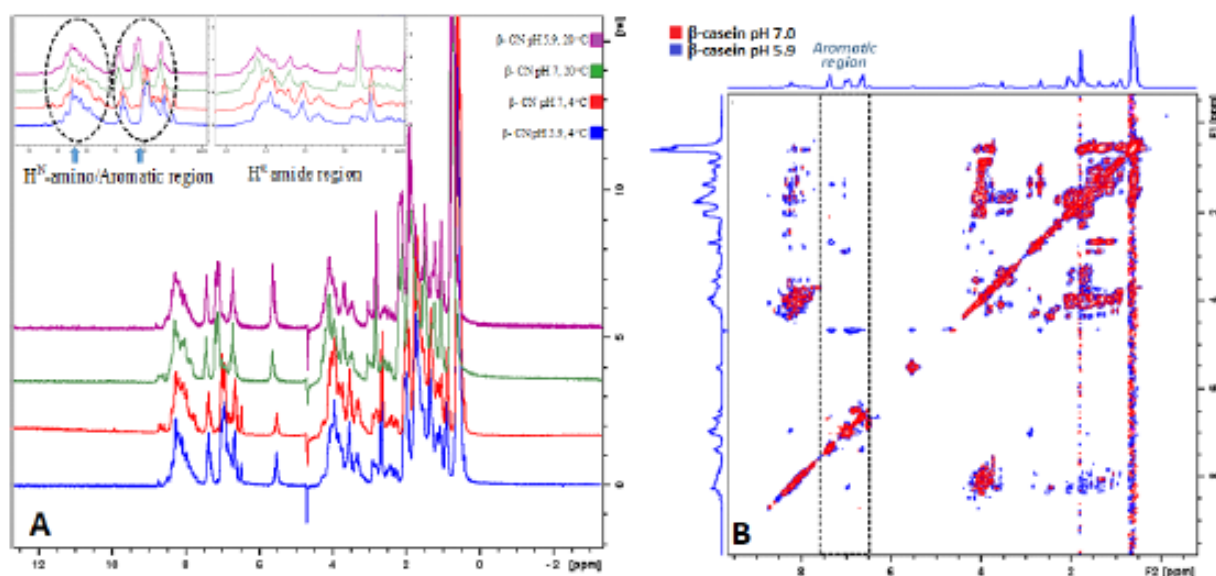 β- CN pH 5.9, 20°C
β- CN pH 7, 20°C
β- CN pH 7, 4°C
β- CN pH 5.9, 4°C
H^N-amino/Aromatic region
amide region
[rel]
10
5
0
A
12
10
8
6
4
2
0
- 2 [ppm]
β-casein pH 7.0
β-casein pH 5.9
Aromatic
region
F1 [ppm]
2
4
6
8
B
8
6
4
2
F2 [ppm]